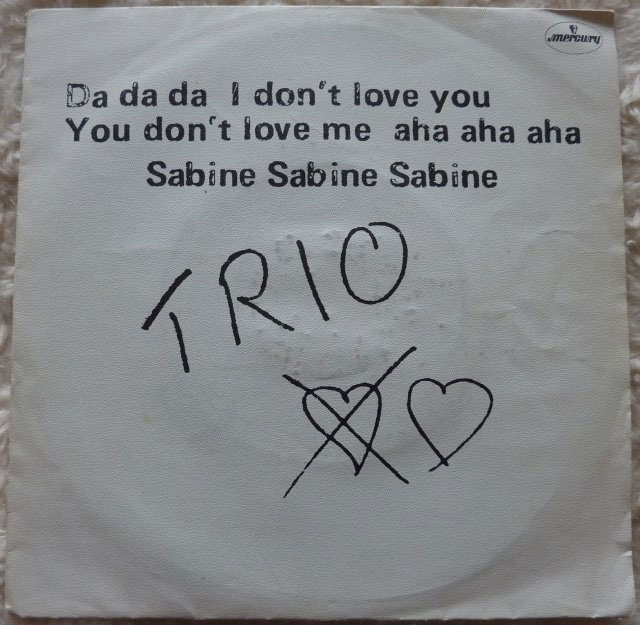 mercury
Da da da I don't love you
You don't love me aha aha aha
Sabine Sabine Sabine
TRIO